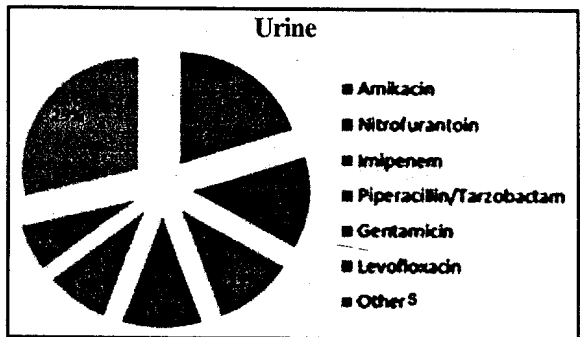 Urine
Amikacin
Nitrofurantoin
Imipenem
Piperacillin/Tarzobactam
Gentamicin
Levofloxacin
Others